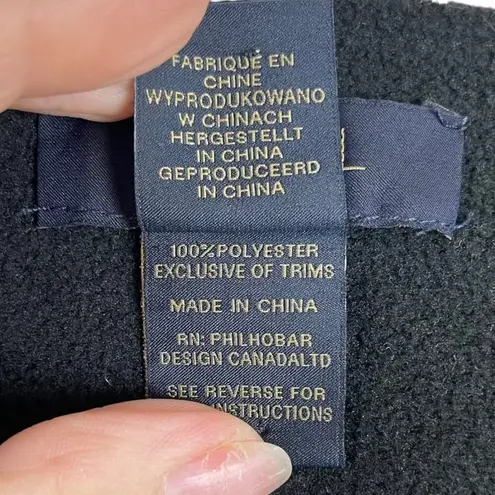 FABRIQUÉ EN
CHINE
WYPRODUKOWANO
W CHINACH
HERGESTELLT
IN CHINA
GEPRODUCEERD
IN CHINA
100%POLYESTER
EXCLUSIVE OF TRIMS
MADE IN CHINA
RN: PHILHOBAR
DESIGN CANADALTD
SEE REVERSE FOR
INSTRUCTIONS